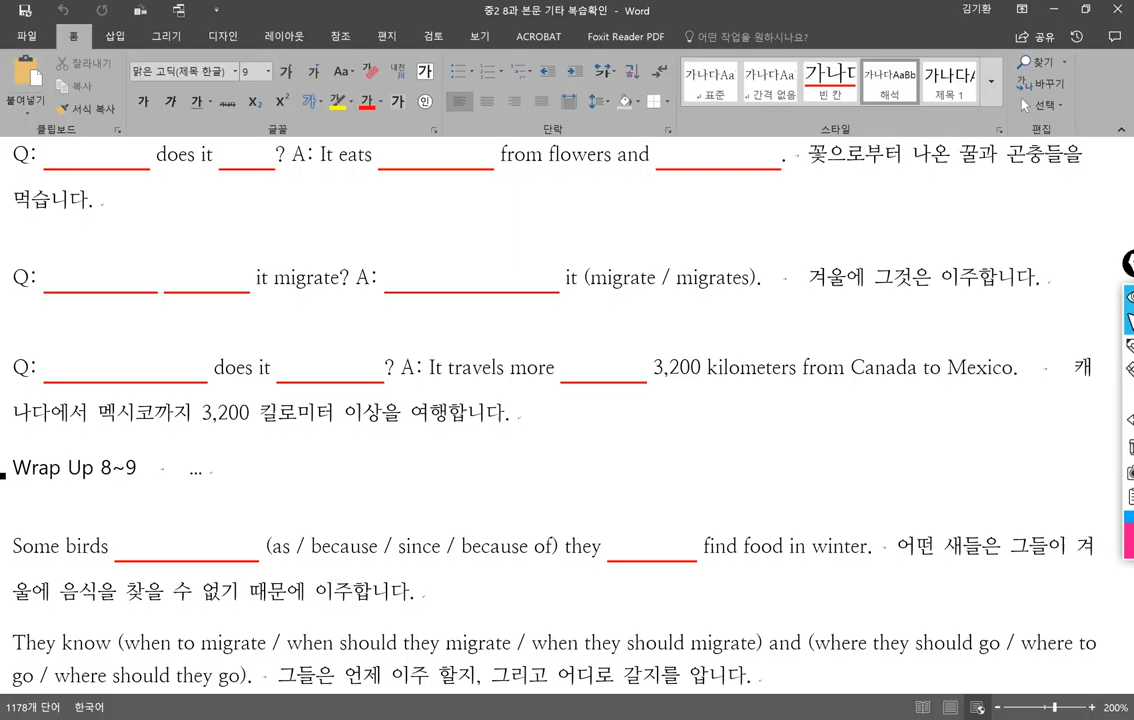 중2 8과 본문 기타 복습확인 - Word
김기환
파일 홈 삽입 그리기 디자인 레이아웃 참조 편지 검토 보기 ACROBAT Foxit Reader PDF 어떤 작업을 원하시나요? 공유
붙여넣기 잘라내기 복사 서식 복사
맑은 고딕(제목 한글) 9
가나다Aa 표준 가나다Aa 간격 없음 가나다 빈 칸 가나다AaBb 해석 가나다A 제목 1
찾기 바꾸기 선택
클립보드 글꼴 단락 스타일 편집
Q: ________ does it ____? A: It eats ________ from flowers and ________. 꽃으로부터 나온 꿀과 곤충들을
먹습니다.
Q: ________ ______ it migrate? A: ____________ it (migrate / migrates). 겨울에 그것은 이주합니다.
Q: ____________ does it ________? A: It travels more ______ 3,200 kilometers from Canada to Mexico. 캐
나다에서 멕시코까지 3,200 킬로미터 이상을 여행합니다.
Wrap Up 8~9 ...
Some birds __________ (as / because / since / because of) they ______ find food in winter. 어떤 새들은 그들이 겨
울에 음식을 찾을 수 없기 때문에 이주합니다.
They know (when to migrate / when should they migrate / when they should migrate) and (where they should go / where to
go / where should they go). 그들은 언제 이주 할지, 그리고 어디로 갈지를 압니다.
1178개 단어 한국어 200%